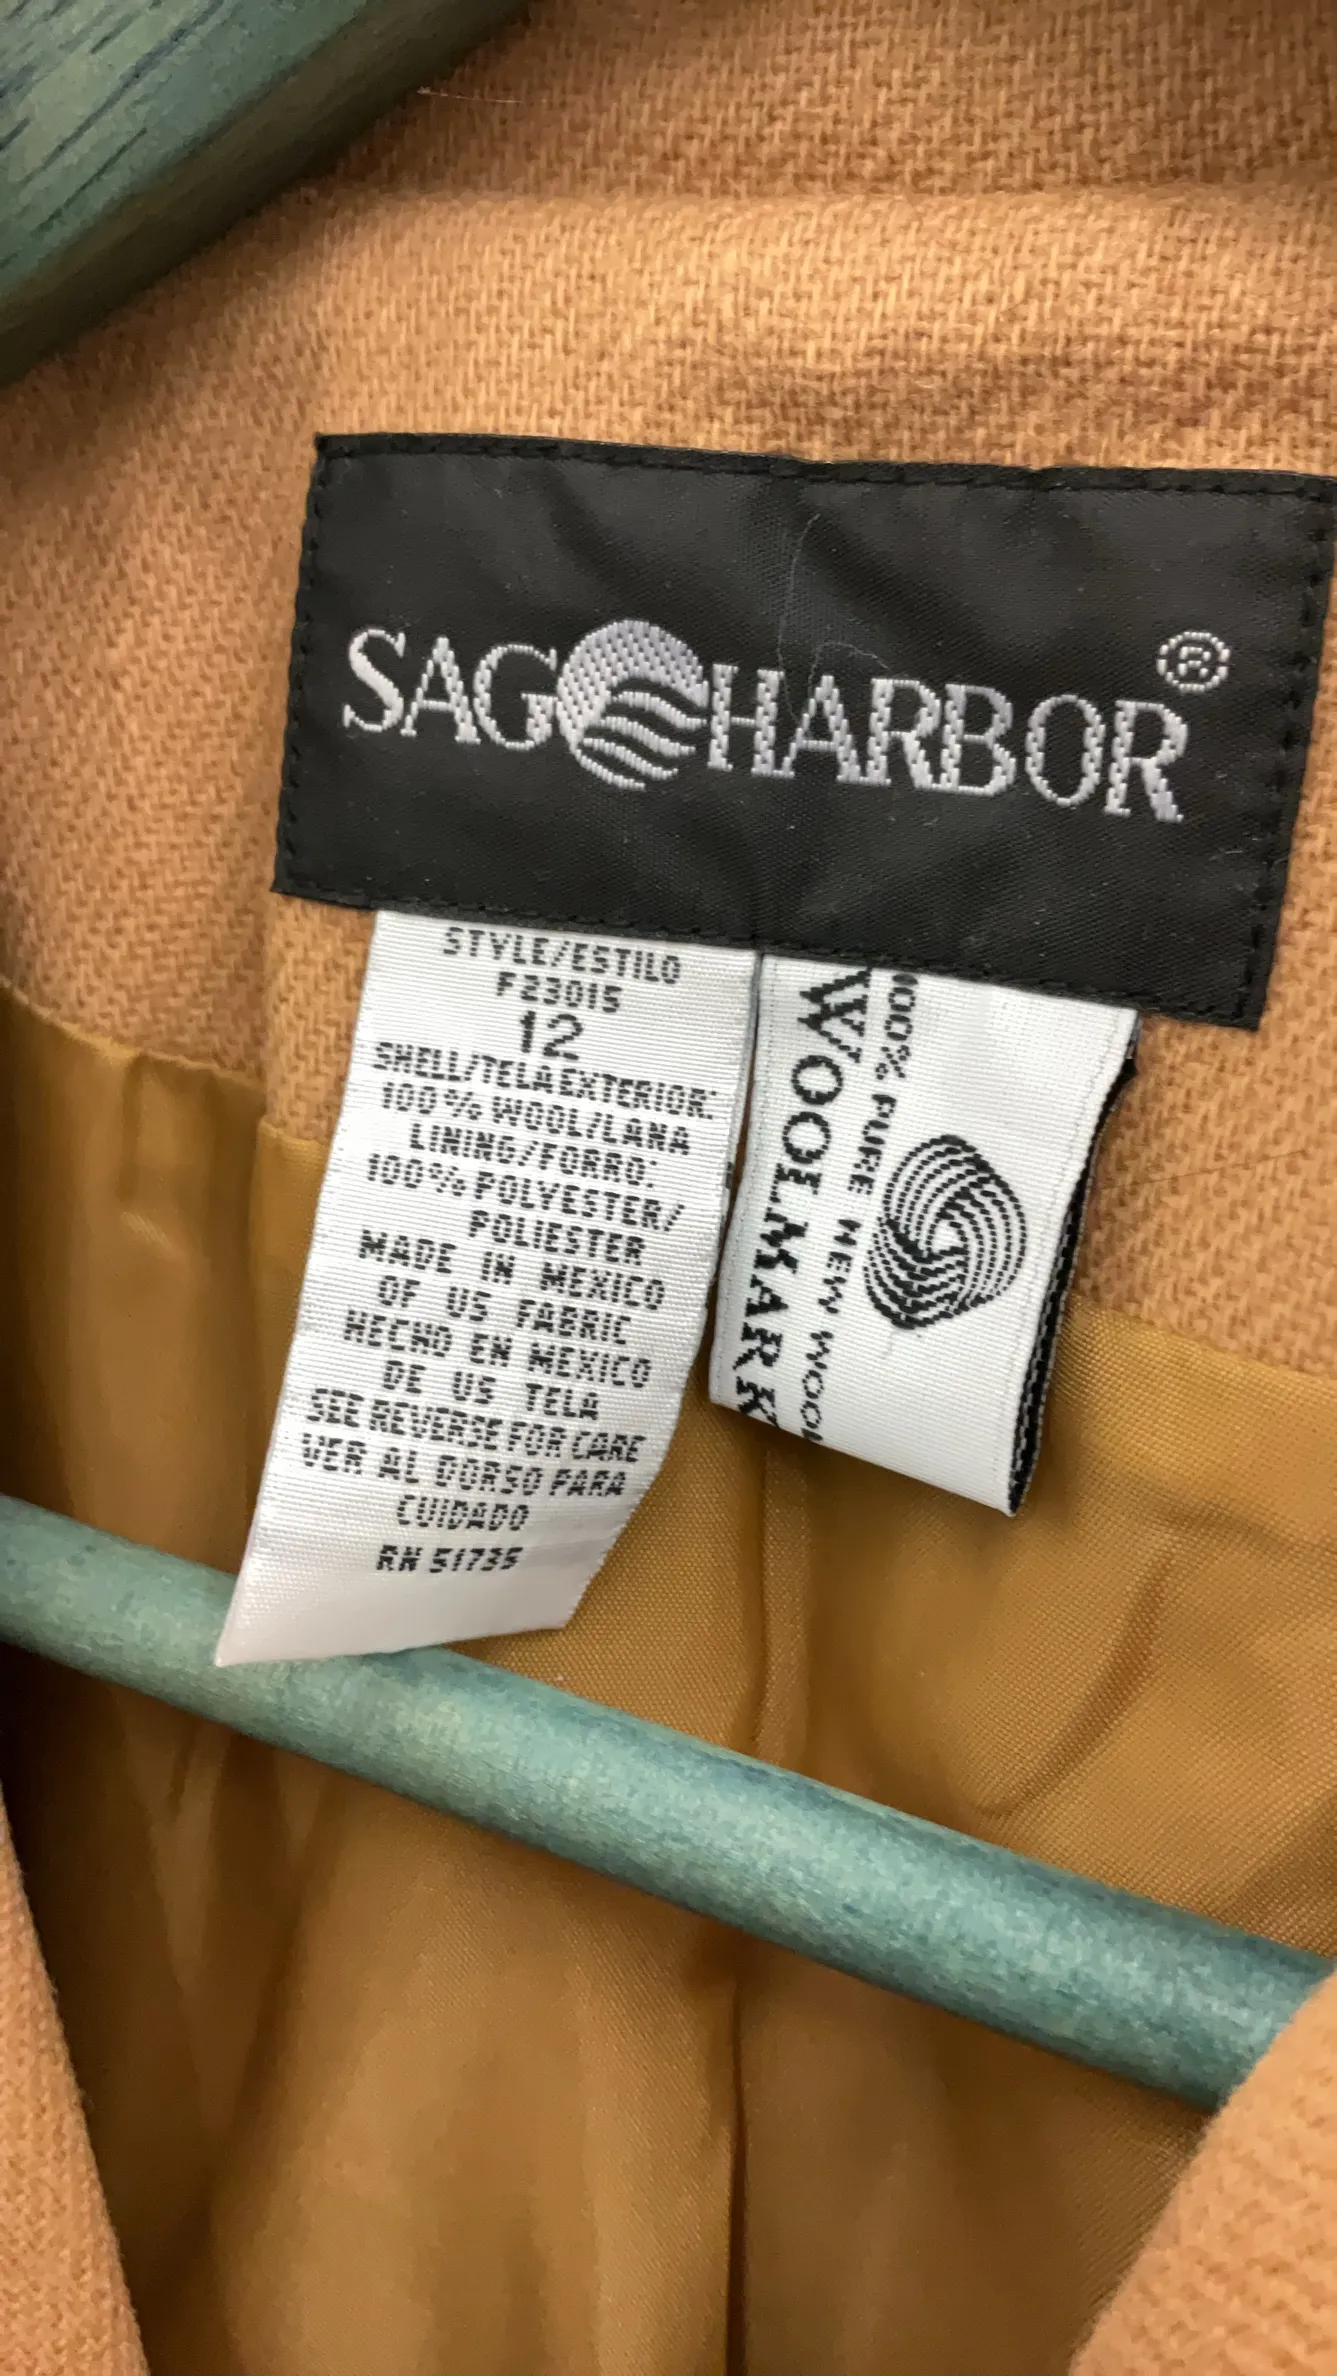 SAG HARBOR®
STYLE/ESTILO
F23015
12
SHELL/TELA EXTERIOR:
100% WOOL/LANA
LINING/FORRO:
100% POLYESTER/
POLIESTER
MADE IN MEXICO
OF US FABRIC
HECHO EN MEXICO
DE US TELA
SEE REVERSE FOR CARE
VER AL DORSO PARA
CUIDADO
RN 51735
100% PURE NEW WOOL
WOOLMARK